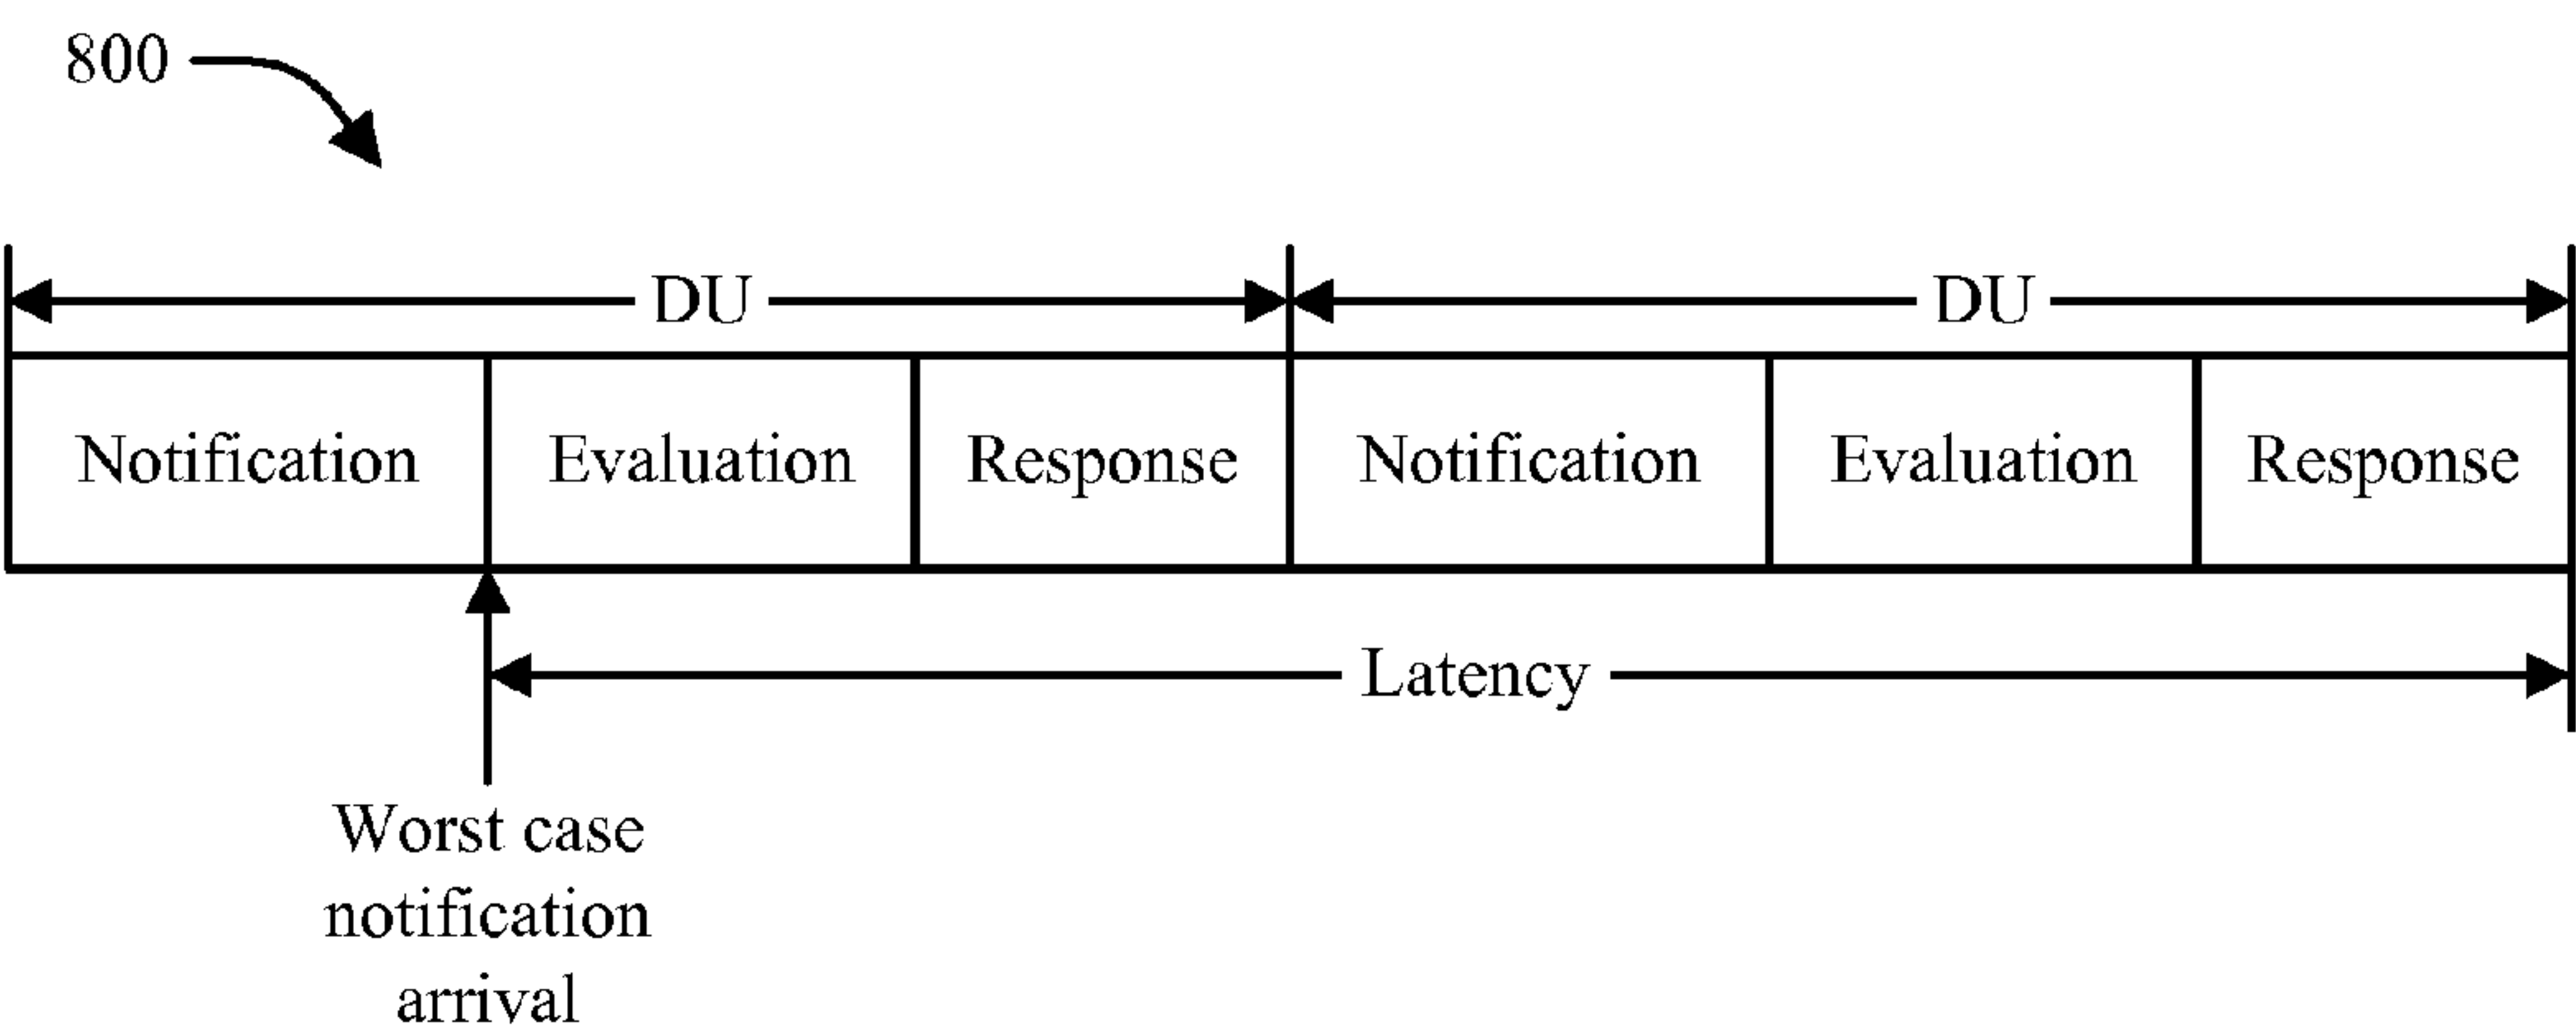 800
DU DU
Notification Evaluation Response Notification Evaluation Response
Latency
Worst case
notification
arrival